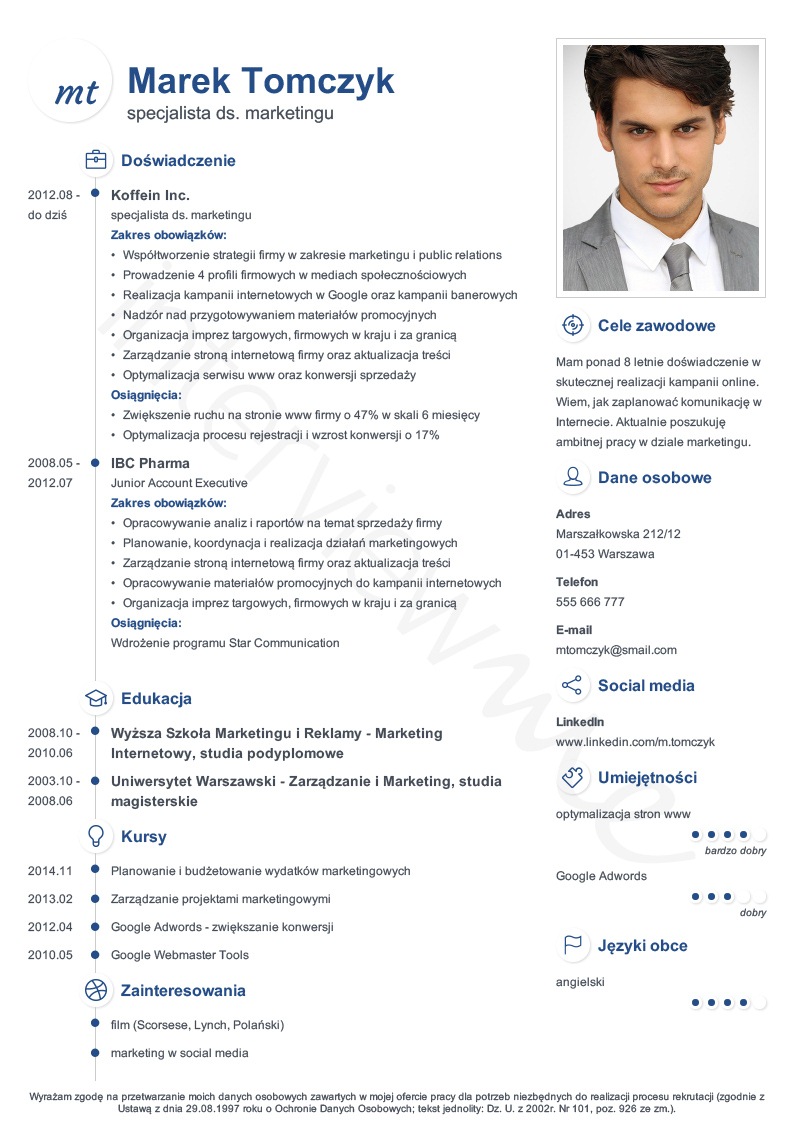 mt
Marek Tomczyk
specjalista ds. marketingu
Doświadczenie
2012.08 -
do dziś
Koffein Inc.
specjalista ds. marketingu
Zakres obowiązków:
• Współtworzenie strategii firmy w zakresie marketingu i public relations
• Prowadzenie 4 profili firmowych w mediach społecznościowych
• Realizacja kampanii internetowych w Google oraz kampanii banerowych
• Nadzór nad przygotowywaniem materiałów promocyjnych
• Organizacja imprez targowych, firmowych w kraju i za granicą
• Zarządzanie stroną internetową firmy oraz aktualizacja treści
• Optymalizacja serwisu www oraz konwersji sprzedaży
Osiągnięcia:
• Zwiększenie ruchu na stronie www firmy o 47% w skali 6 miesięcy
• Optymalizacja procesu rejestracji i wzrost konwersji o 17%
2008.05 -
2012.07
IBC Pharma
Junior Account Executive
Zakres obowiązków:
• Opracowywanie analiz i raportów na temat sprzedaży firmy
• Planowanie, koordynacja i realizacja działań marketingowych
• Zarządzanie stroną internetową firmy oraz aktualizacja treści
• Opracowywanie materiałów promocyjnych do kampanii internetowych
• Organizacja imprez targowych, firmowych w kraju i za granicą
Osiągnięcia:
Wdrożenie programu Star Communication
Edukacja
2008.10 -
2010.06
Wyższa Szkoła Marketingu i Reklamy - Marketing
Internetowy, studia podyplomowe
2003.10 -
2008.06
Uniwersytet Warszawski - Zarządzanie i Marketing, studia
magisterskie
Kursy
2014.11 Planowanie i budżetowanie wydatków marketingowych
2013.02 Zarządzanie projektami marketingowymi
2012.04 Google Adwords - zwiększanie konwersji
2010.05 Google Webmaster Tools
Zainteresowania
film (Scorsese, Lynch, Polański)
marketing w social media
Cele zawodowe
Mam ponad 8 letnie doświadczenie w
skutecznej realizacji kampanii online.
Wiem, jak zaplanować komunikację w
Internecie. Aktualnie poszukuję
ambitnej pracy w dziale marketingu.
Dane osobowe
Adres
Marszałkowska 212/12
01-453 Warszawa
Telefon
555 666 777
E-mail
mtomczyk@smail.com
Social media
LinkedIn
www.linkedin.com/m.tomczyk
Umiejętności
optymalizacja stron www
bardzo dobry
Google Adwords
dobry
Języki obce
angielski
interviewme
Wyrażam zgodę na przetwarzanie moich danych osobowych zawartych w mojej ofercie pracy dla potrzeb niezbędnych do realizacji procesu rekrutacji (zgodnie z
Ustawą z dnia 29.08.1997 roku o Ochronie Danych Osobowych; tekst jednolity: Dz. U. z 2002r. Nr 101, poz. 926 ze zm.).